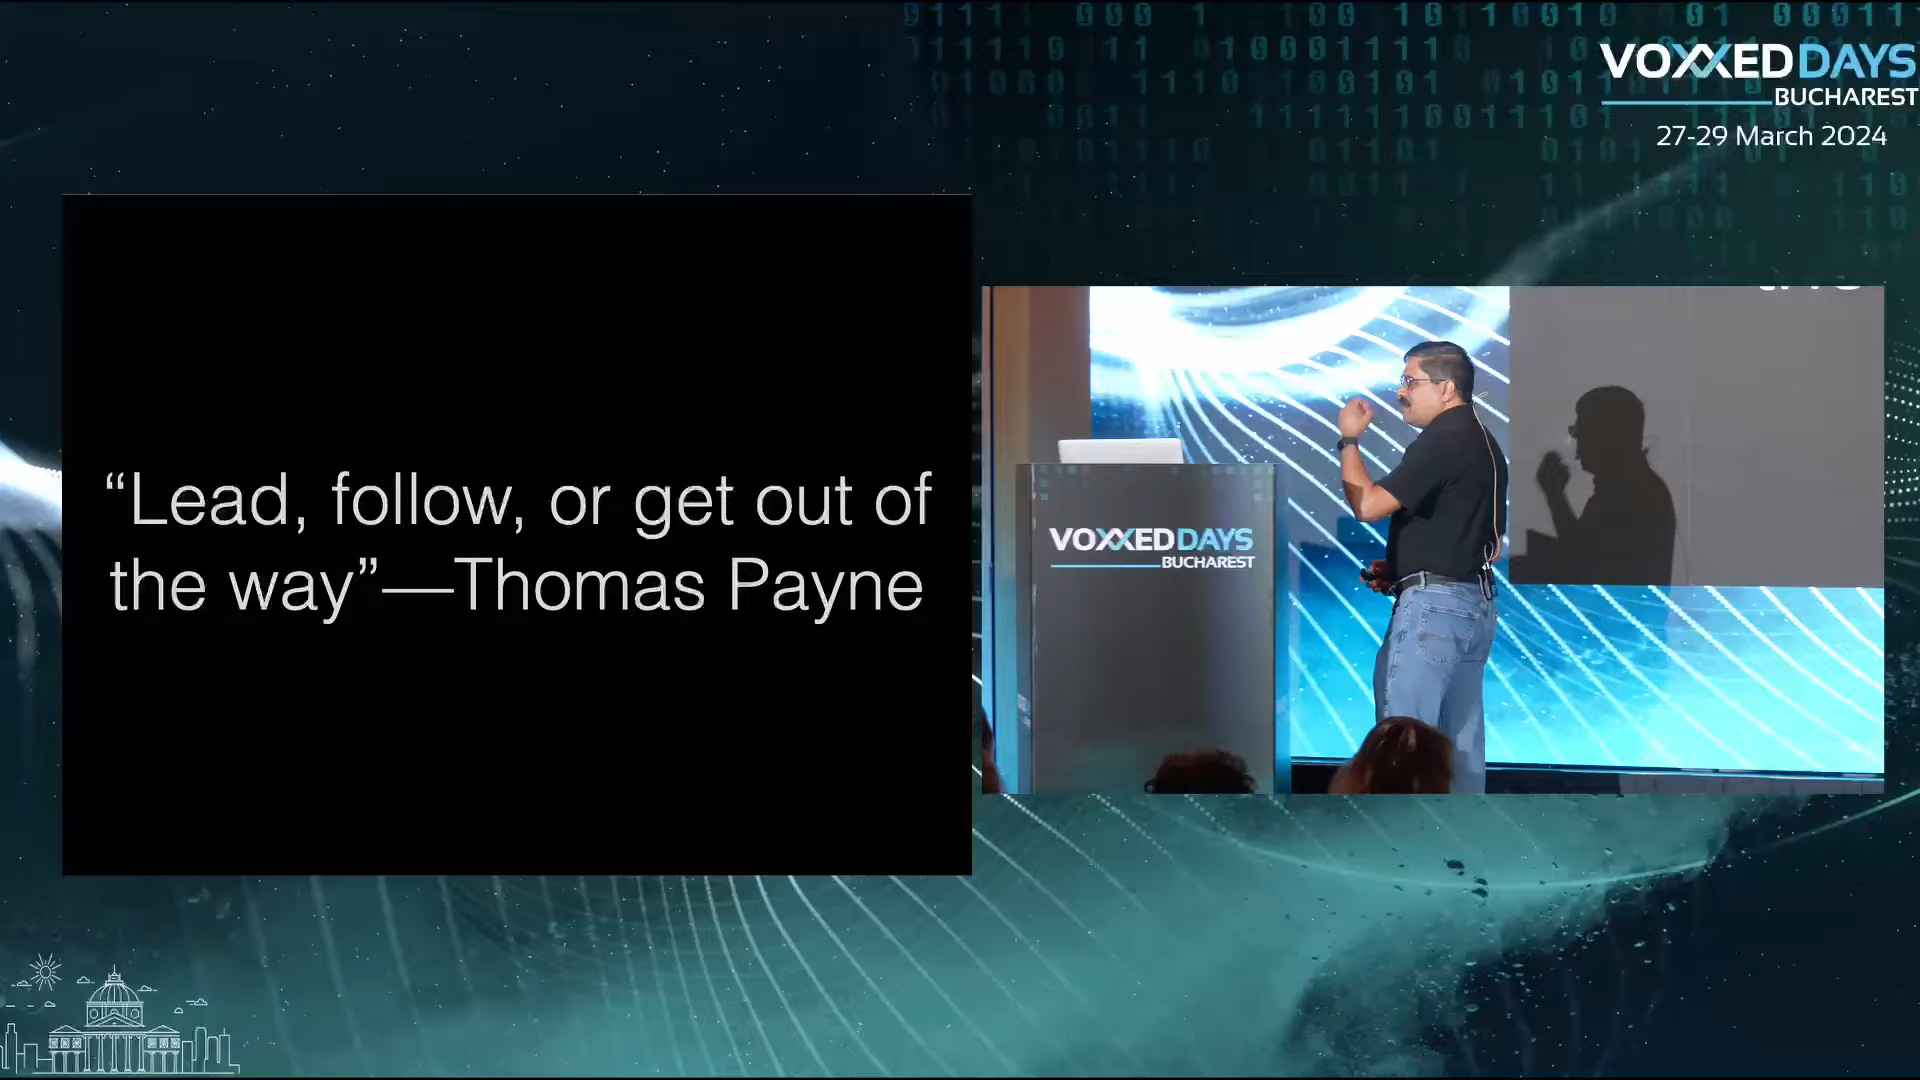 VOXXEDDAYS
BUCHAREST
27-29 March 2024
“Lead, follow, or get out of
the way”—Thomas Payne
VOXXEDDAYS
BUCHAREST